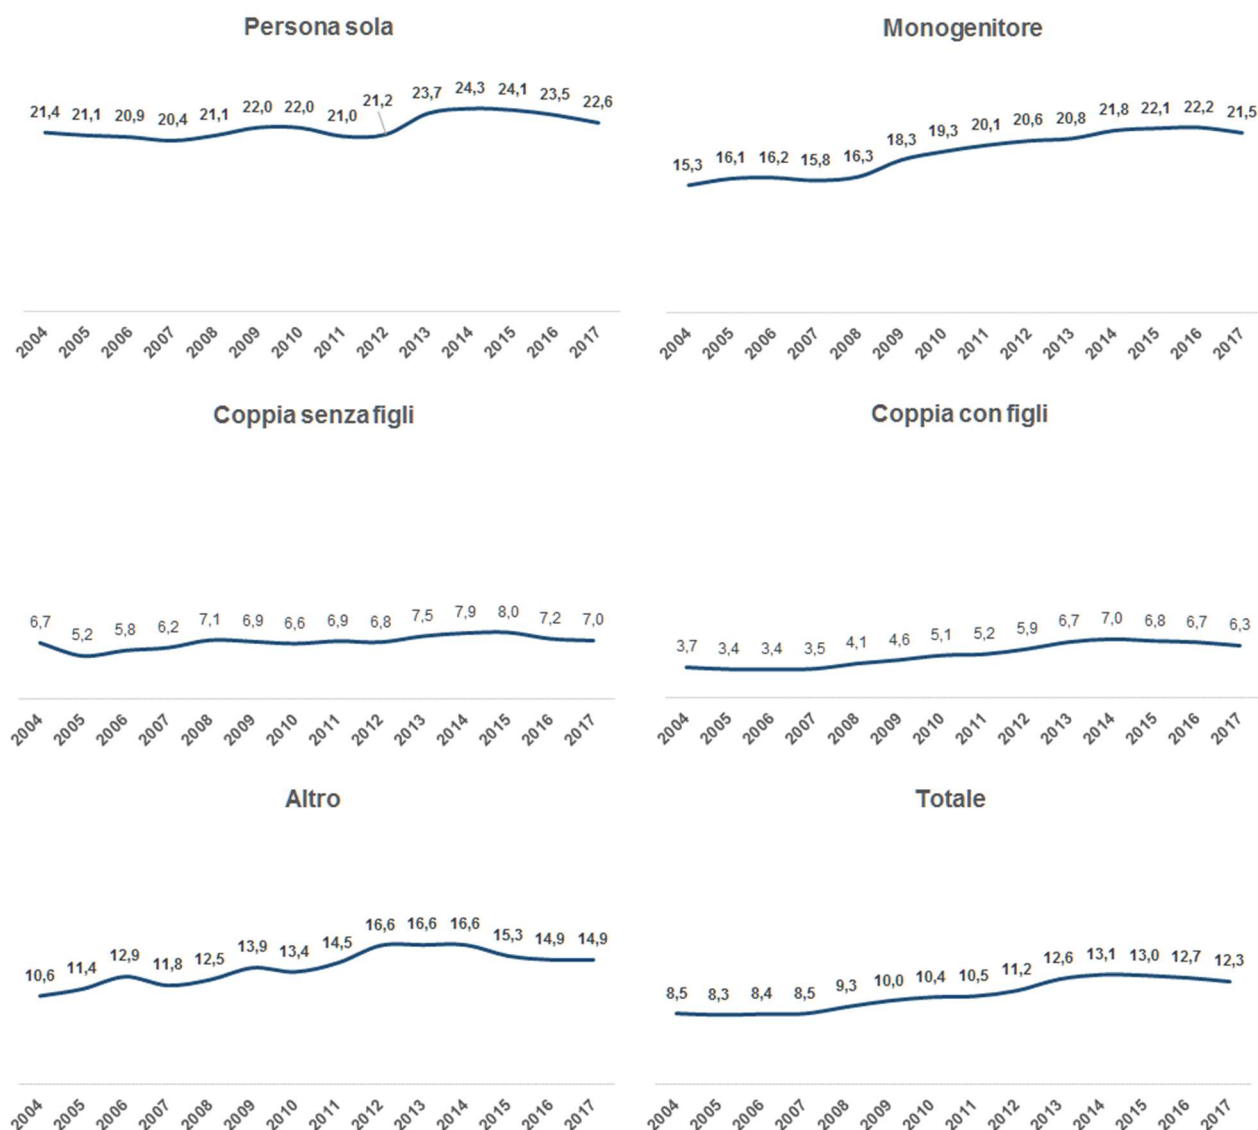 Persona sola
21,4 21,1 20,9 20,4 21,1 22,0 22,0 21,0 21,2 23,7 24,3 24,1 23,5 22,6
2004 2005 2006 2007 2008 2009 2010 2011 2012 2013 2014 2015 2016 2017
Monogenitore
15,3 16,1 16,2 15,8 16,3 18,3 19,3 20,1 20,6 20,8 21,8 22,1 22,2 21,5
2004 2005 2006 2007 2008 2009 2010 2011 2012 2013 2014 2015 2016 2017
Coppia senza figli
6,7 5,2 5,8 6,2 7,1 6,9 6,6 6,9 6,8 7,5 7,9 8,0 7,2 7,0
2004 2005 2006 2007 2008 2009 2010 2011 2012 2013 2014 2015 2016 2017
Coppia con figli
3,7 3,4 3,4 3,5 4,1 4,6 5,1 5,2 5,9 6,7 7,0 6,8 6,7 6,3
2004 2005 2006 2007 2008 2009 2010 2011 2012 2013 2014 2015 2016 2017
Altro
10,6 11,4 12,9 11,8 12,5 13,9 13,4 14,5 16,6 16,6 16,6 15,3 14,9 14,9
2004 2005 2006 2007 2008 2009 2010 2011 2012 2013 2014 2015 2016 2017
Totale
8,5 8,3 8,4 8,5 9,3 10,0 10,4 10,5 11,2 12,6 13,1 13,0 12,7 12,3
2004 2005 2006 2007 2008 2009 2010 2011 2012 2013 2014 2015 2016 2017